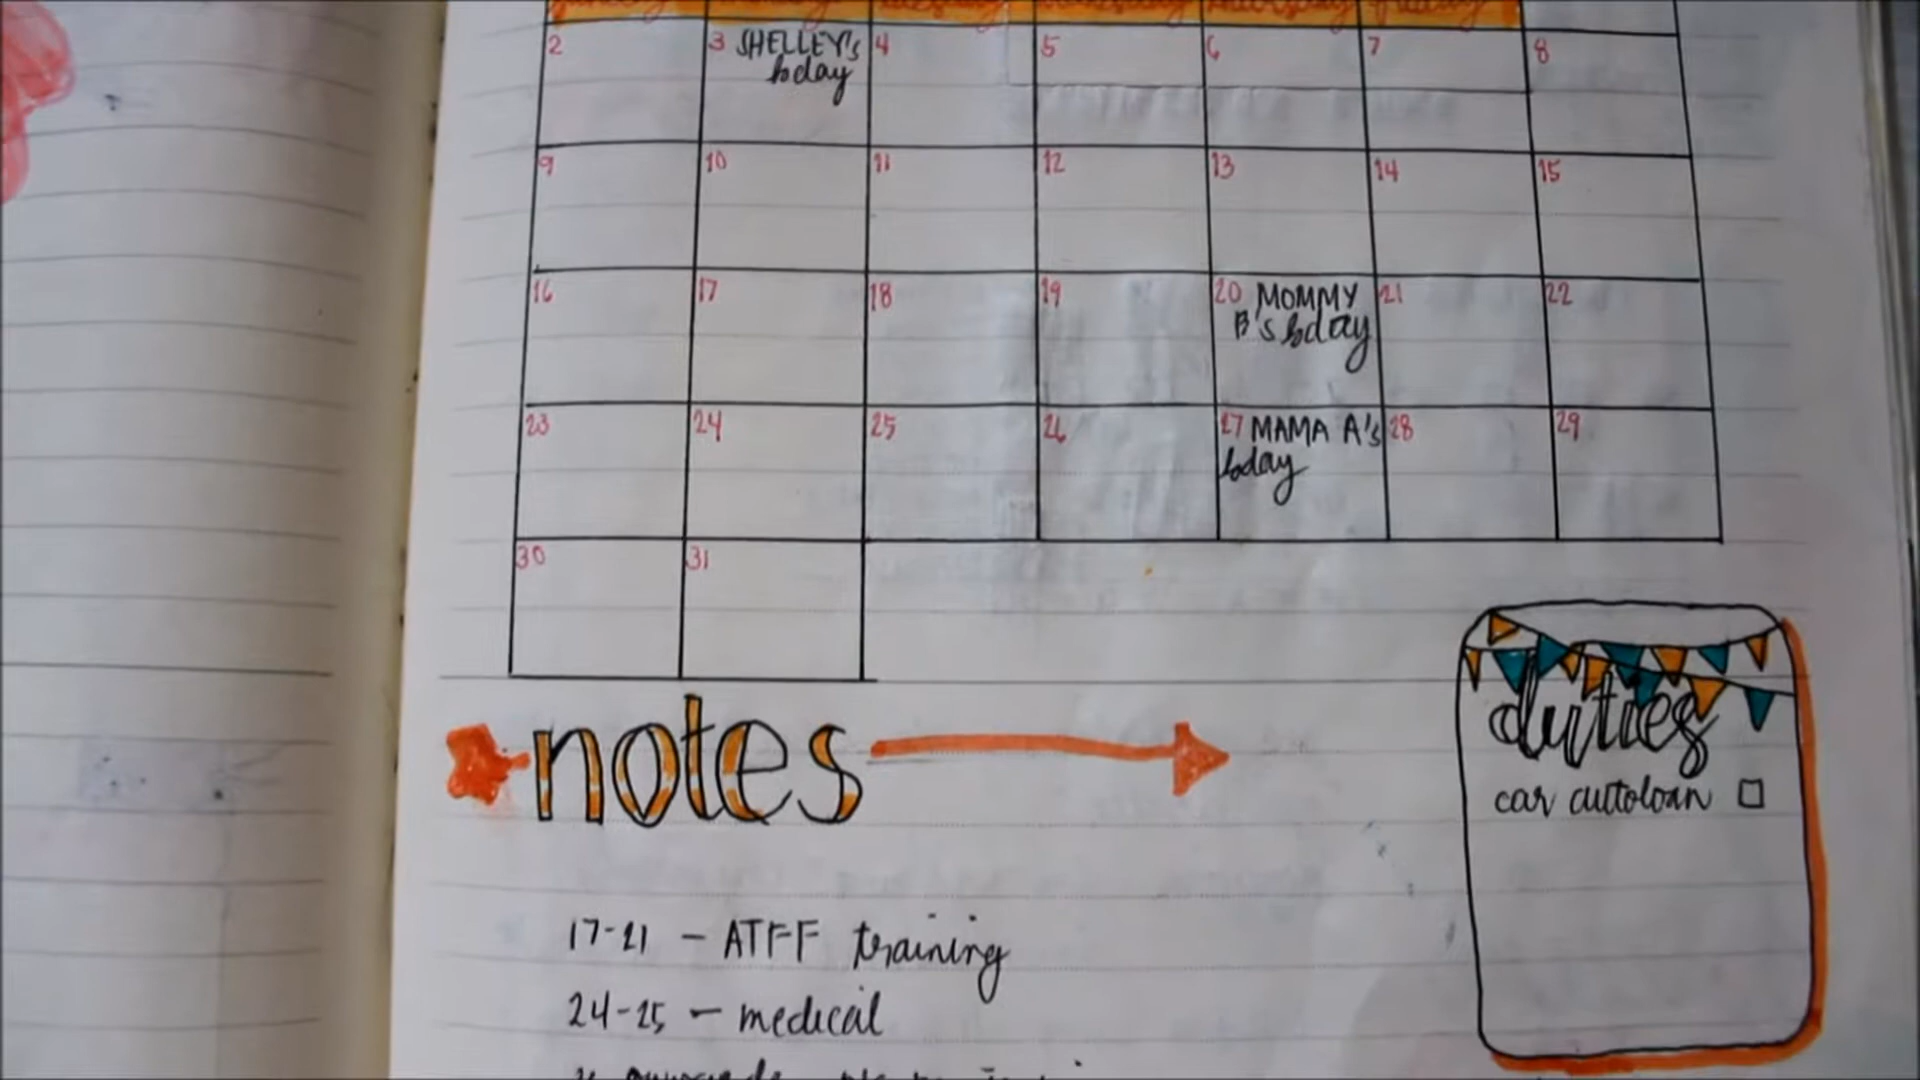 2
3 SHELLEY'S
bday
4
5
6
7
8
9
10
11
12
13
14
15
16
17
18
19
20 MOMMY
B's bday
21
22
23
24
25
26
27 MAMA A's
bday
28
29
30
31
notes
duties
car autoloan
17-21 - ATFF training
24-25 - medical